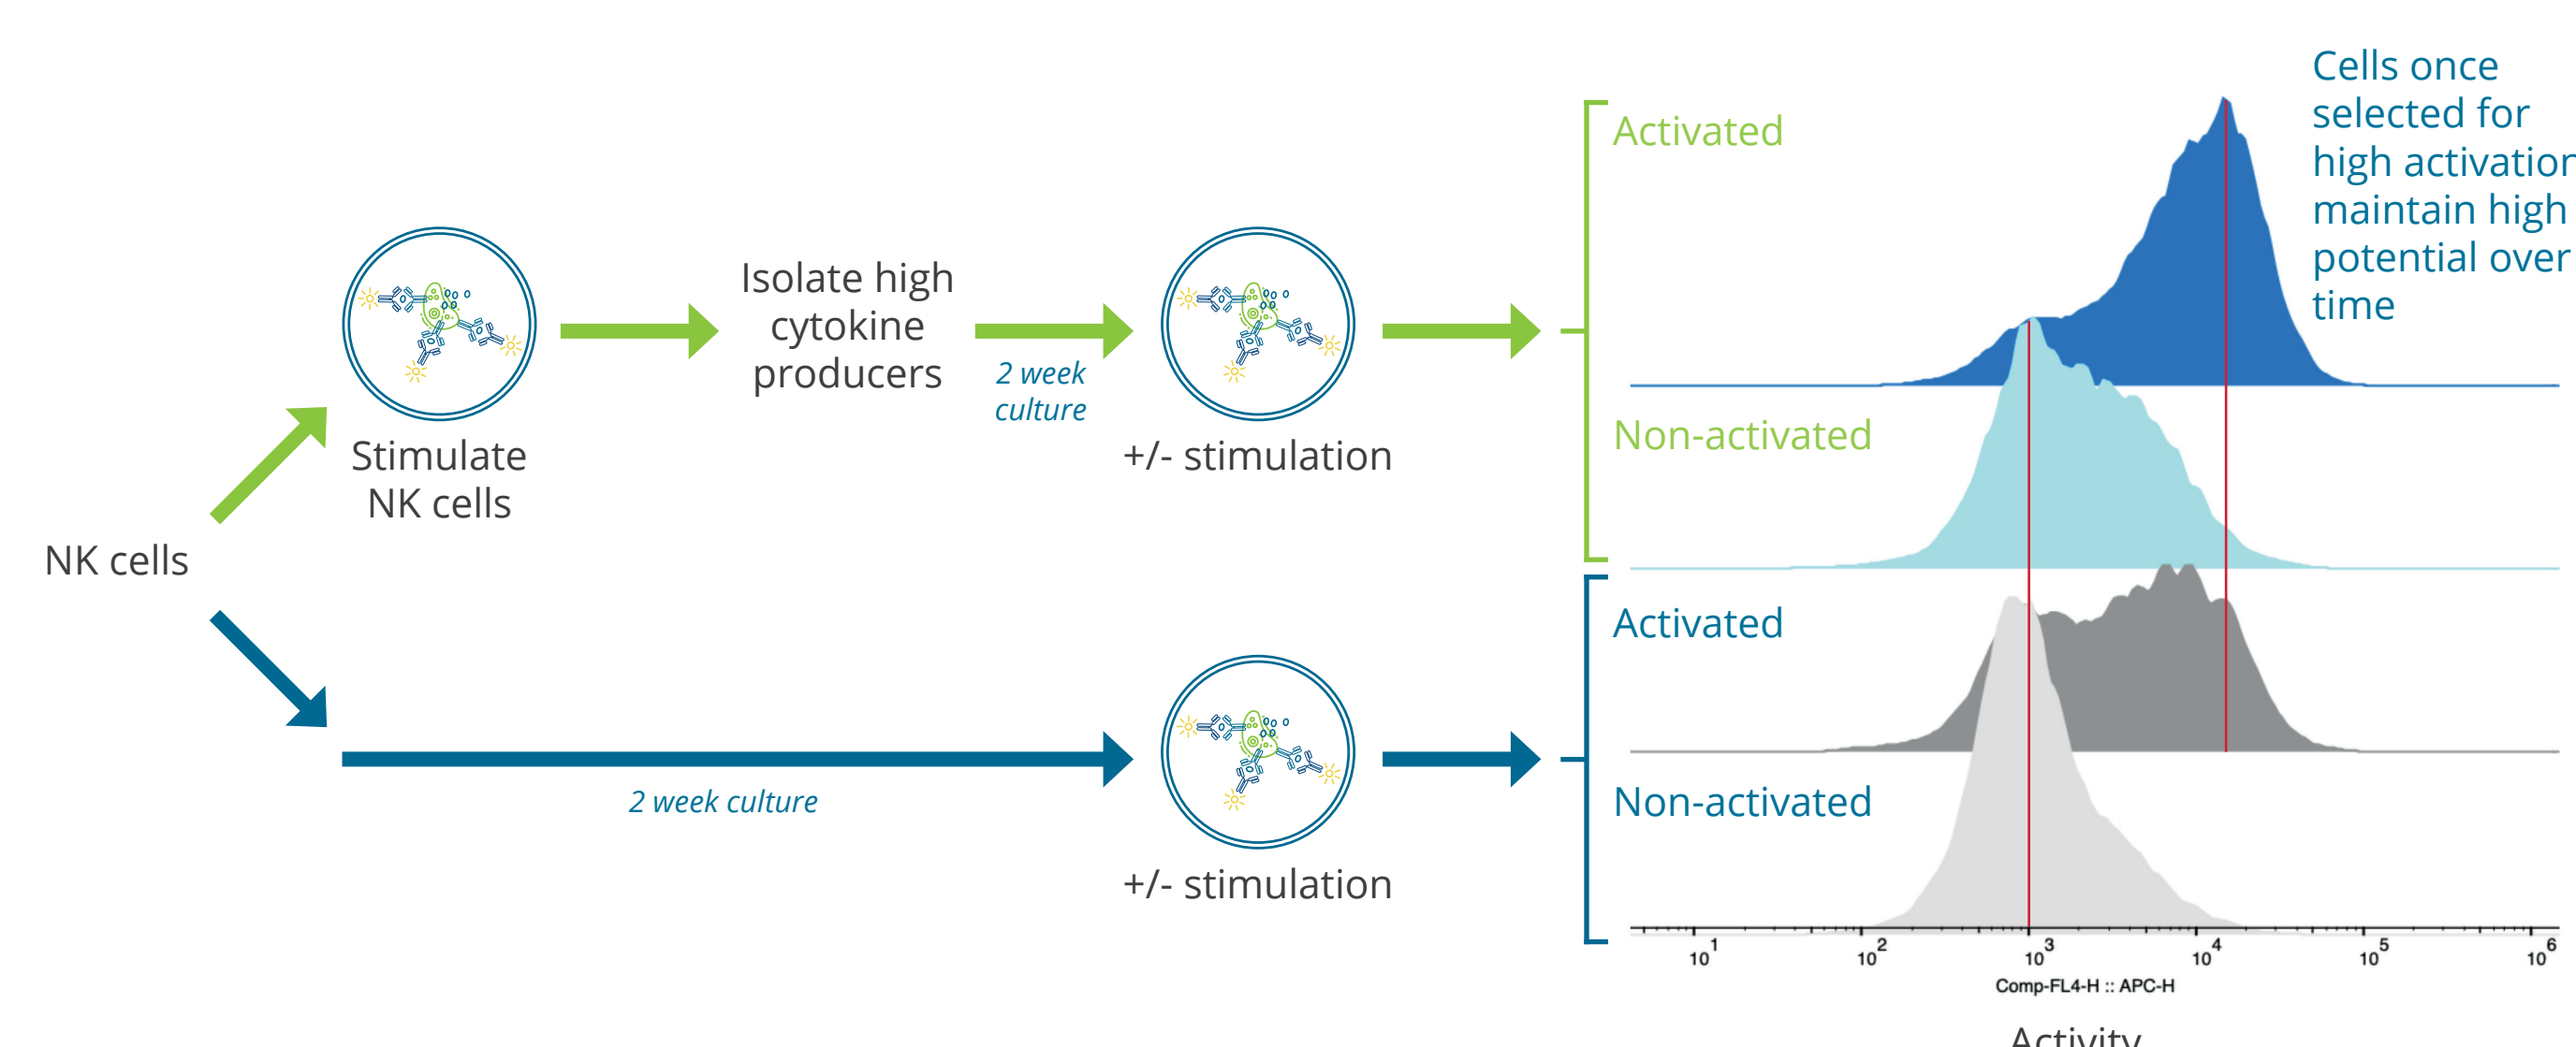 NK cells
Stimulate
NK cells
Isolate high
cytokine
producers
2 week
culture
+/- stimulation
2 week culture
+/- stimulation
Activated
Non-activated
Activated
Non-activated
Cells once
selected for
high activation
maintain high
potential over
time
10^1 10^2 10^3 10^4 10^5 10^6
Comp-FL4-H :: APC-H
Activity